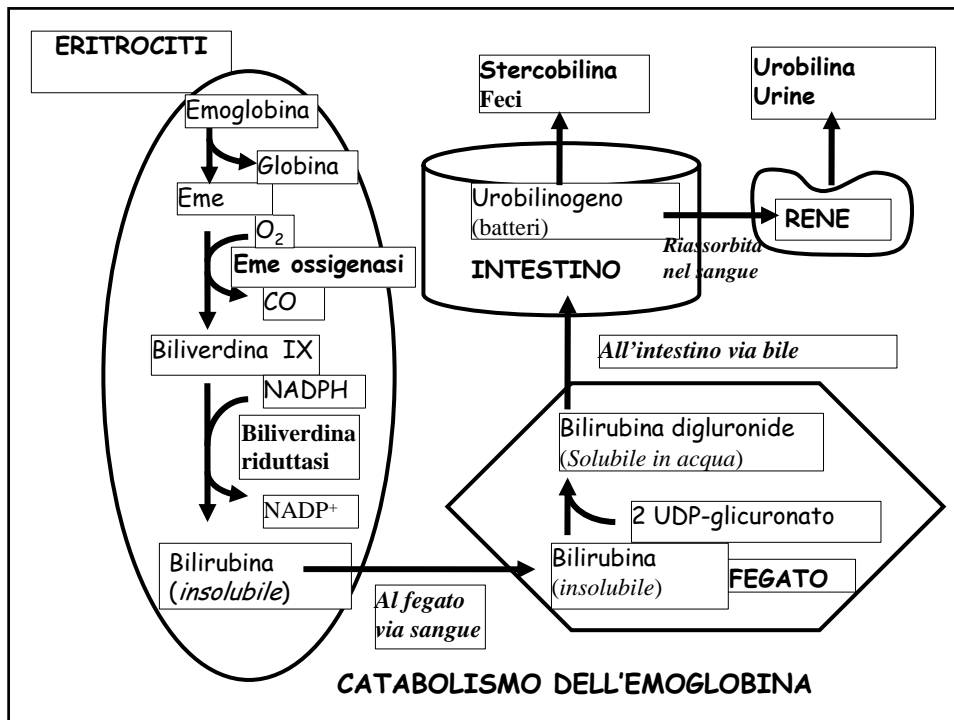 ERITROCITI
Emoglobina
Globina
Eme
O₂
Eme ossigenasi
CO
Biliverdina IX
NADPH
Biliverdina
riduttasi
NADP⁺
Bilirubina
(insolubile)
Al fegato
via sangue
Bilirubina
(insolubile)
FEGATO
2 UDP-glicuronato
Bilirubina digluronide
(Solubile in acqua)
All'intestino via bile
INTESTINO
Urobilinogeno
(batteri)
Stercobilina
Feci
Riassorbita
nel sangue
RENE
Urobilina
Urine
CATABOLISMO DELL'EMOGLOBINA